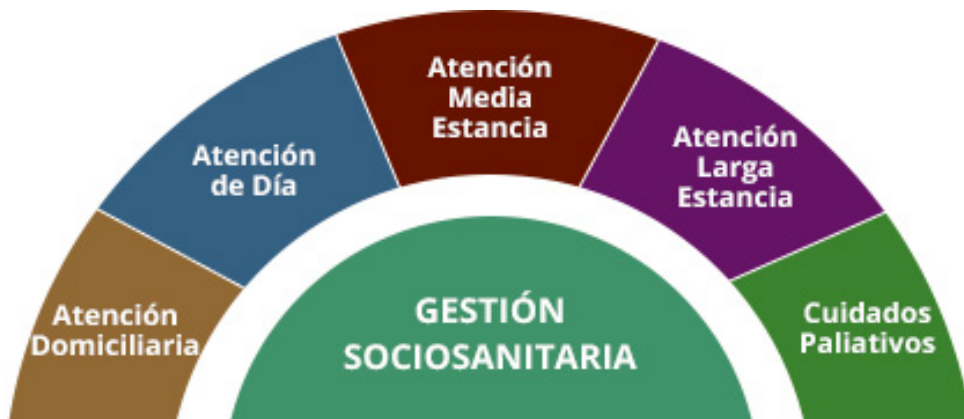 Atención
Domiciliaria
Atención
de Día
Atención
Media
Estancia
Atención
Larga
Estancia
Cuidados
Paliativos
GESTIÓN
SOCIOSANITARIA